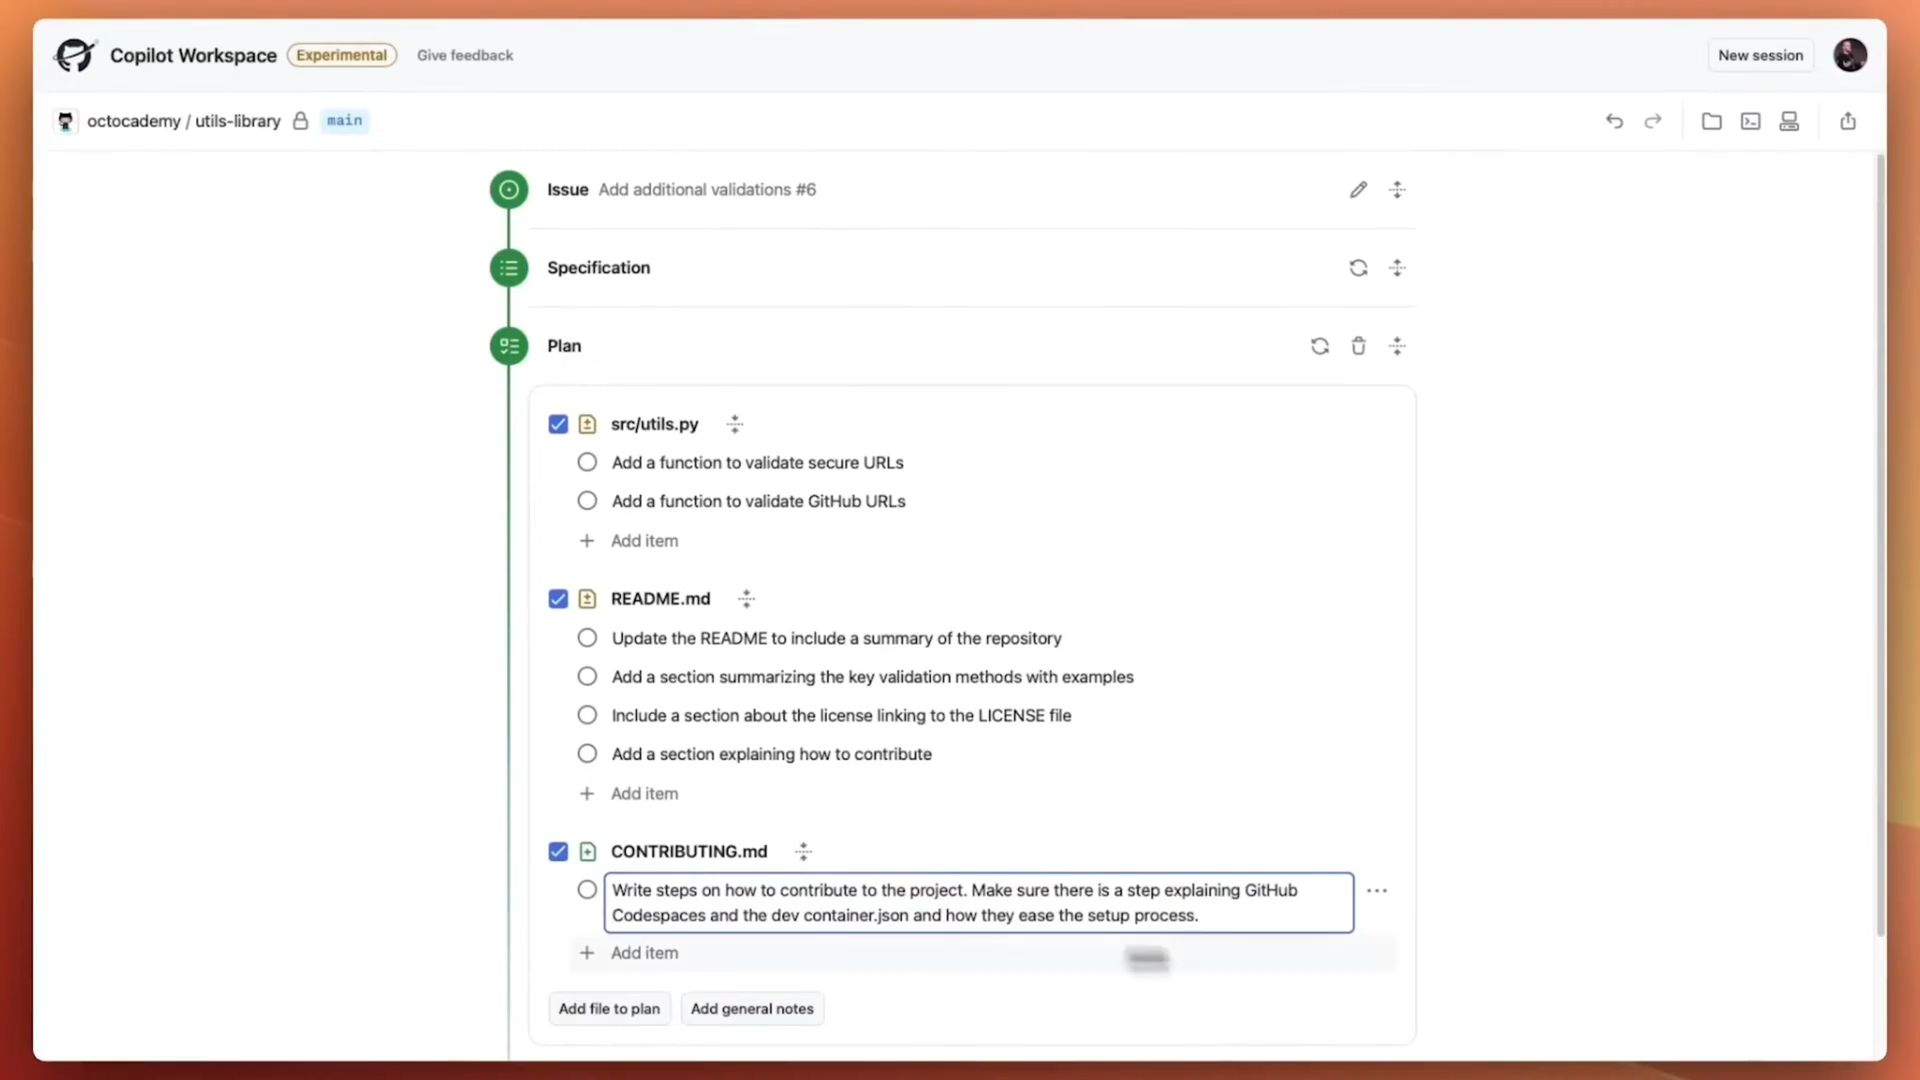 Copilot Workspace Experimental Give feedback New session
octocademy / utils-library main
Issue Add additional validations #6
Specification
Plan
src/utils.py
Add a function to validate secure URLs
Add a function to validate GitHub URLs
Add item
README.md
Update the README to include a summary of the repository
Add a section summarizing the key validation methods with examples
Include a section about the license linking to the LICENSE file
Add a section explaining how to contribute
Add item
CONTRIBUTING.md
Write steps on how to contribute to the project. Make sure there is a step explaining GitHub
Codespaces and the dev container.json and how they ease the setup process.
Add item
Add file to plan Add general notes